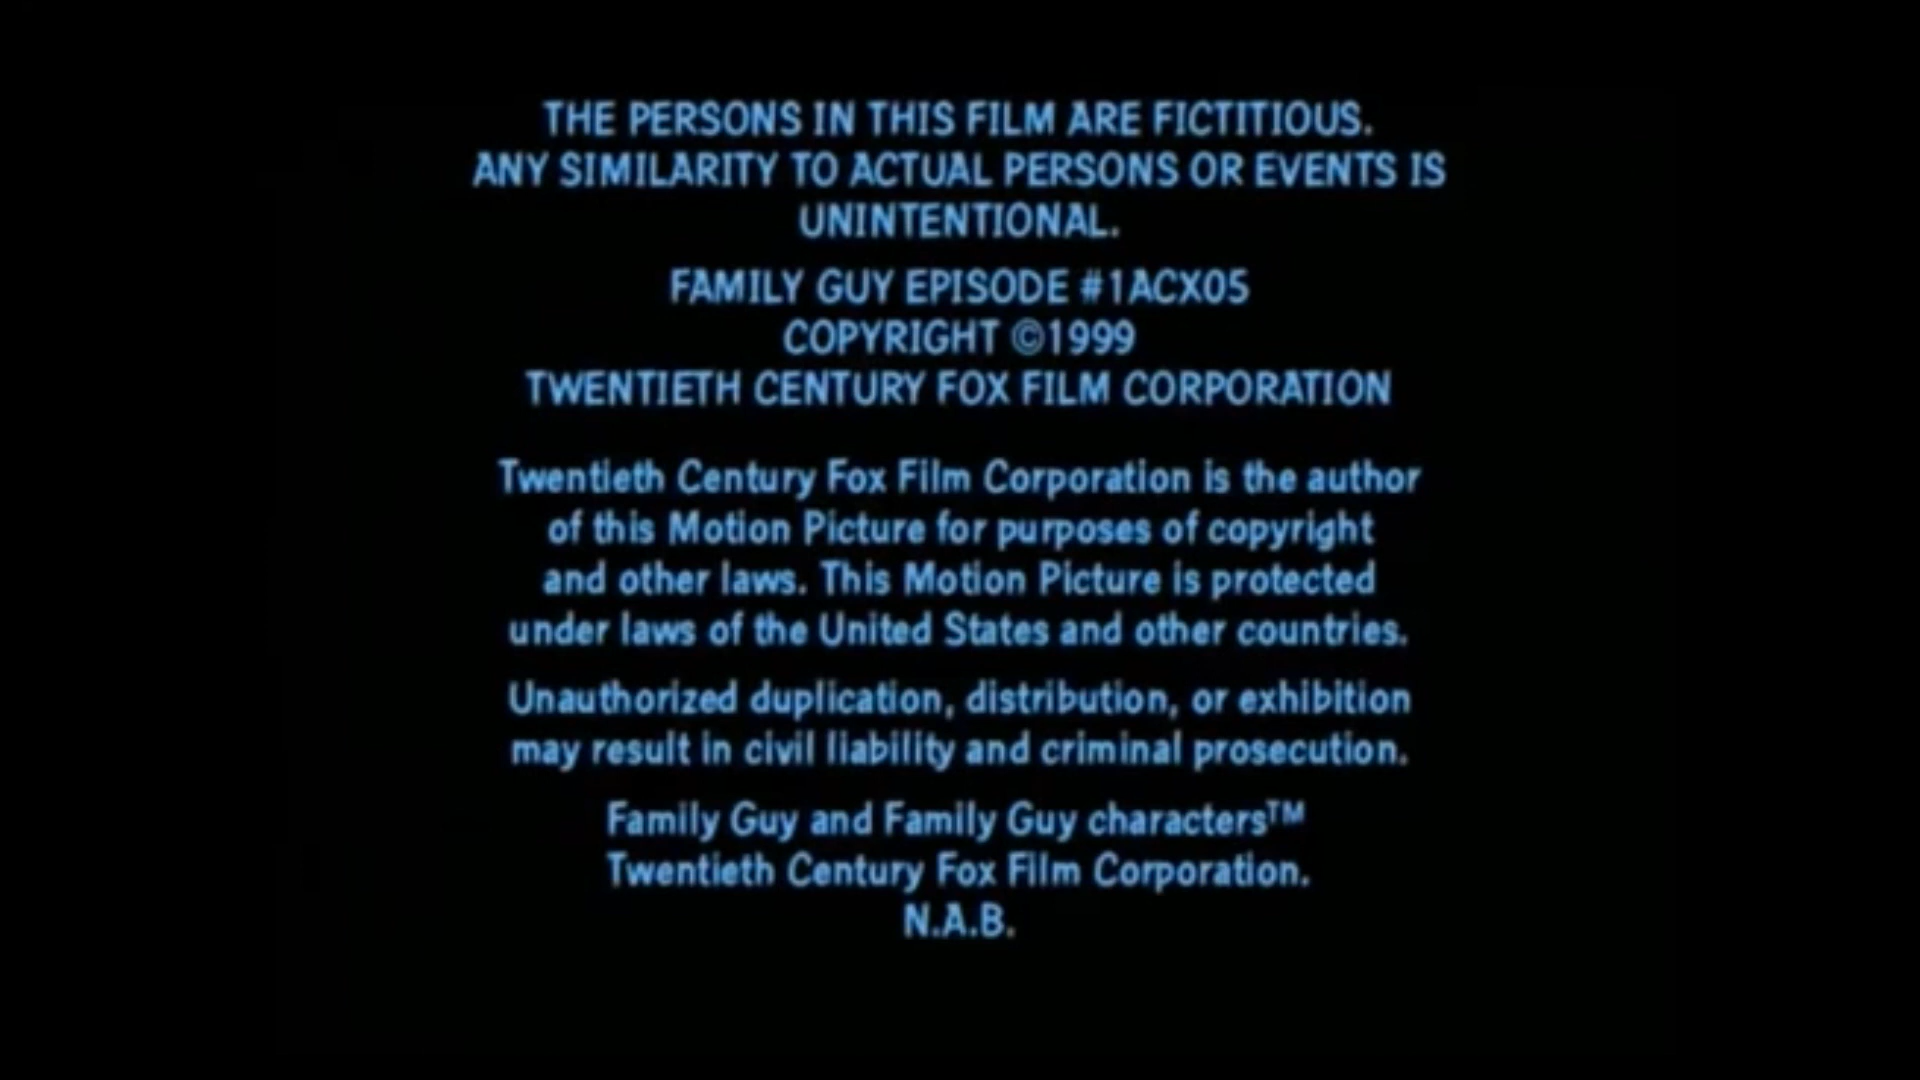 THE PERSONS IN THIS FILM ARE FICTITIOUS.
ANY SIMILARITY TO ACTUAL PERSONS OR EVENTS IS
UNINTENTIONAL.
FAMILY GUY EPISODE #1ACX05
COPYRIGHT ©1999
TWENTIETH CENTURY FOX FILM CORPORATION
Twentieth Century Fox Film Corporation is the author
of this Motion Picture for purposes of copyright
and other laws. This Motion Picture is protected
under laws of the United States and other countries.
Unauthorized duplication, distribution, or exhibition
may result in civil liability and criminal prosecution.
Family Guy and Family Guy characters™
Twentieth Century Fox Film Corporation.
N.A.B.